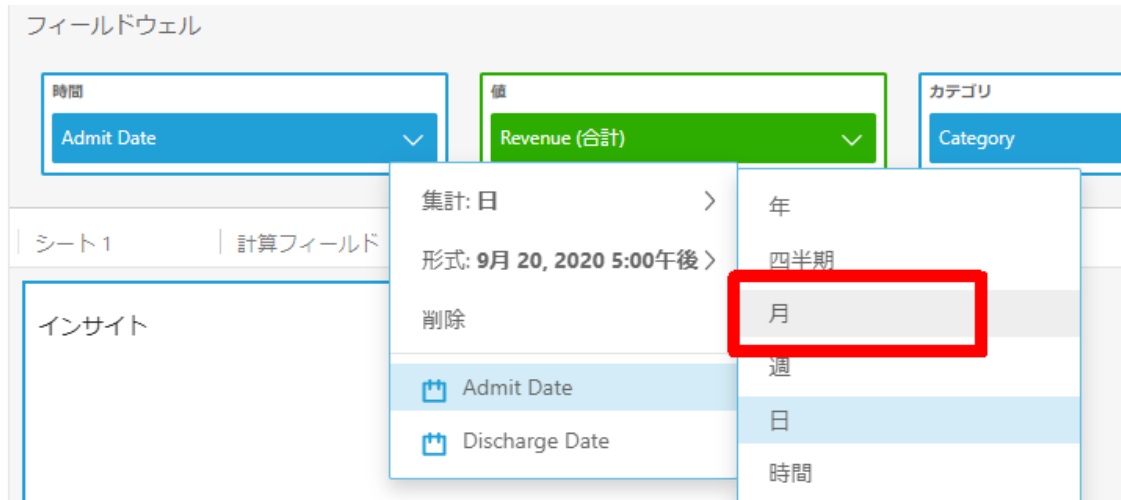 フィールドウェル
時間
Admit Date
値
Revenue (合計)
カテゴリ
Category
シート 1
計算フィールド
インサイト
集計: 日
形式: 9月 20, 2020 5:00午後
削除
Admit Date
Discharge Date
年
四半期
月
週
日
時間